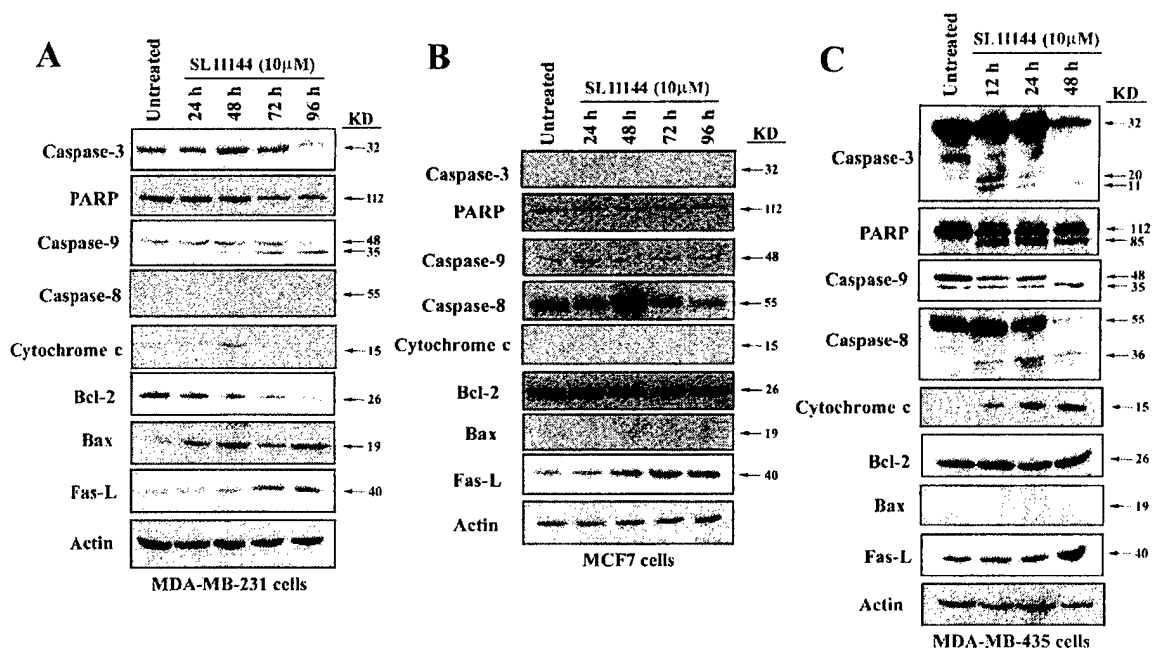 A
SL11144 (10µM)
Untreated
24 h
48 h
72 h
96 h
KD
Caspase-3
32
PARP
112
Caspase-9
48
35
Caspase-8
55
Cytochrome c
15
Bcl-2
26
Bax
19
Fas-L
40
Actin
MDA-MB-231 cells
B
SL11144 (10µM)
Untreated
24 h
48 h
72 h
96 h
KD
Caspase-3
32
PARP
112
Caspase-9
48
Caspase-8
55
Cytochrome c
15
Bcl-2
26
Bax
19
Fas-L
40
Actin
MCF7 cells
C
SL11144 (10µM)
Untreated
12 h
24 h
48 h
KD
Caspase-3
32
20
11
PARP
112
85
Caspase-9
48
35
Caspase-8
55
36
Cytochrome c
15
Bcl-2
26
Bax
19
Fas-L
40
Actin
MDA-MB-435 cells